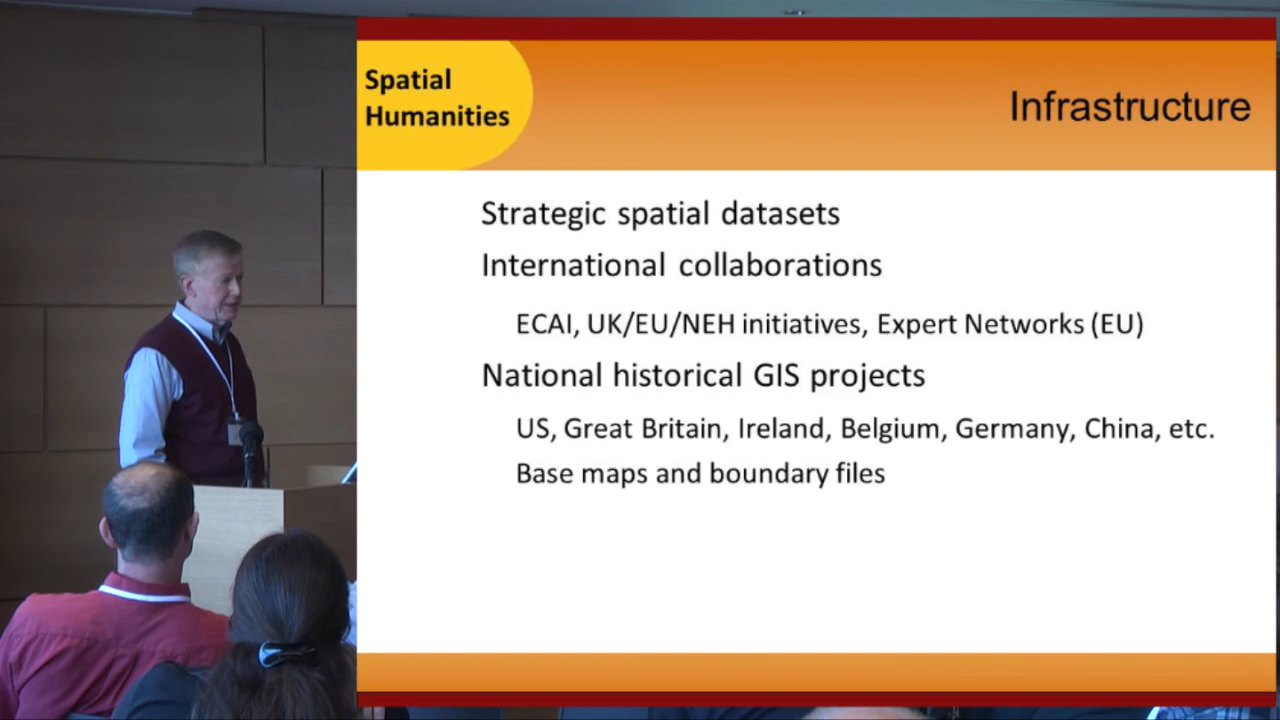 Spatial
Humanities
Infrastructure
Strategic spatial datasets
International collaborations
ECAI, UK/EU/NEH initiatives, Expert Networks (EU)
National historical GIS projects
US, Great Britain, Ireland, Belgium, Germany, China, etc.
Base maps and boundary files